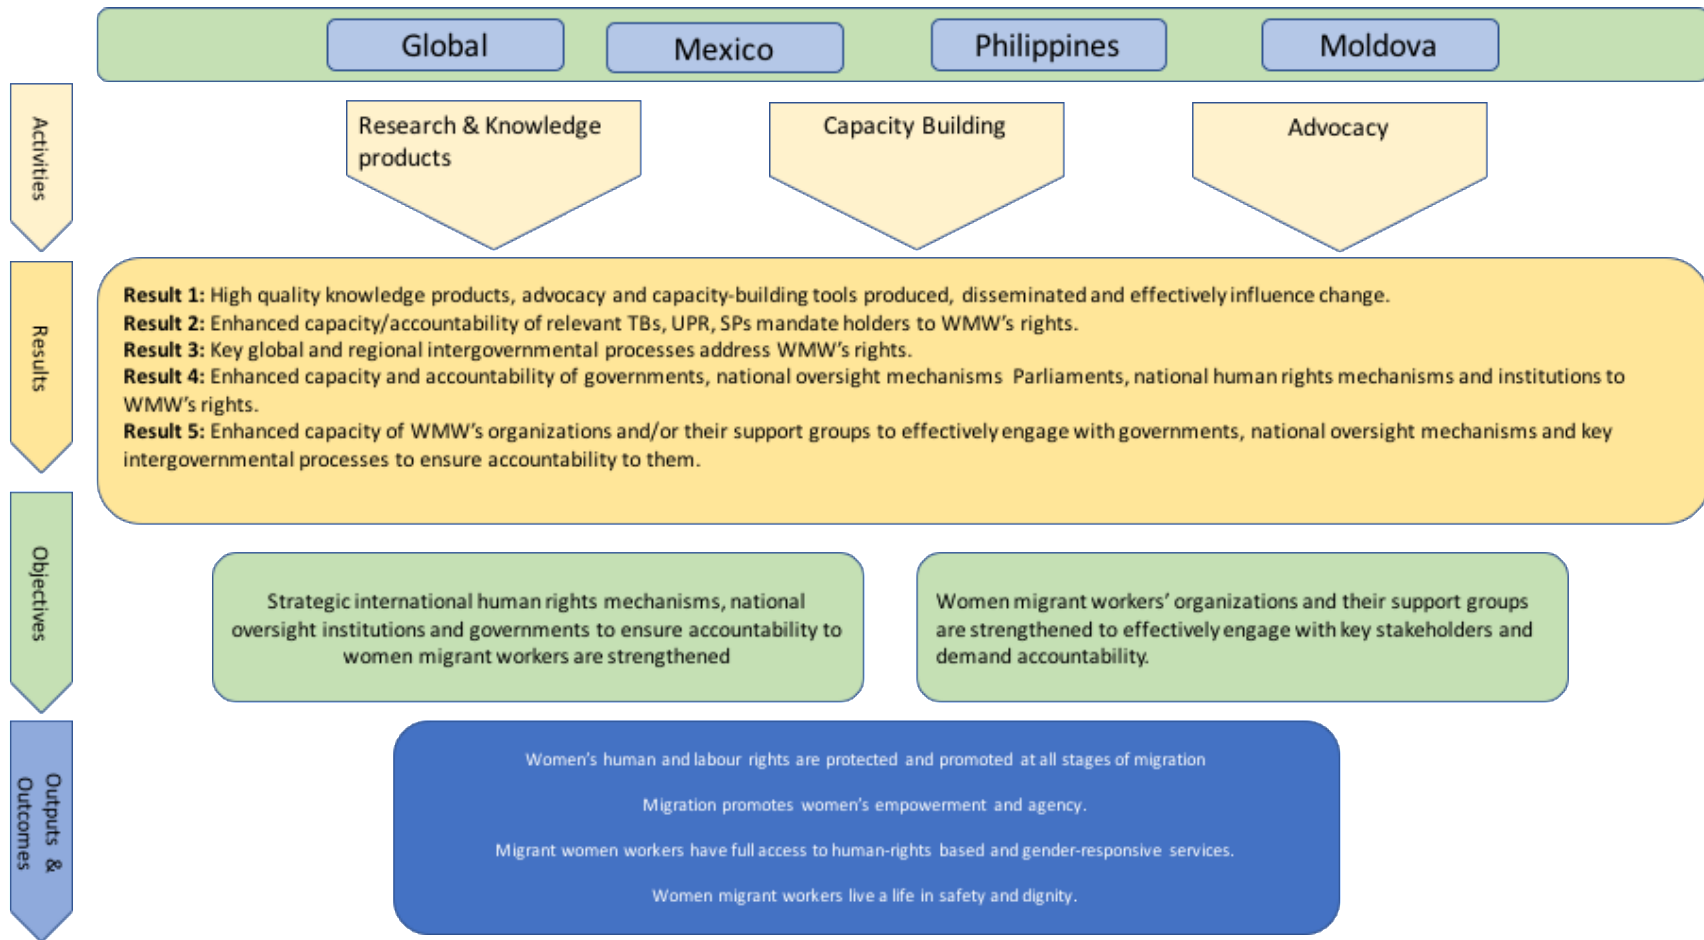 Global
Mexico
Philippines
Moldova
Activities
Research & Knowledge
products
Capacity Building
Advocacy
Results
Result 1: High quality knowledge products, advocacy and capacity-building tools produced, disseminated and effectively influence change.
Result 2: Enhanced capacity/accountability of relevant TBs, UPR, SPs mandate holders to WMW's rights.
Result 3: Key global and regional intergovernmental processes address WMW's rights.
Result 4: Enhanced capacity and accountability of governments, national oversight mechanisms Parliaments, national human rights mechanisms and institutions to
WMW's rights.
Result 5: Enhanced capacity of WMW's organizations and/or their support groups to effectively engage with governments, national oversight mechanisms and key
intergovernmental processes to ensure accountability to them.
Objectives
Strategic international human rights mechanisms, national
oversight institutions and governments to ensure accountability to
women migrant workers are strengthened
Women migrant workers' organizations and their support groups
are strengthened to effectively engage with key stakeholders and
demand accountability.
Outputs &
Outcomes
Women's human and labour rights are protected and promoted at all stages of migration
Migration promotes women's empowerment and agency.
Migrant women workers have full access to human-rights based and gender-responsive services.
Women migrant workers live a life in safety and dignity.